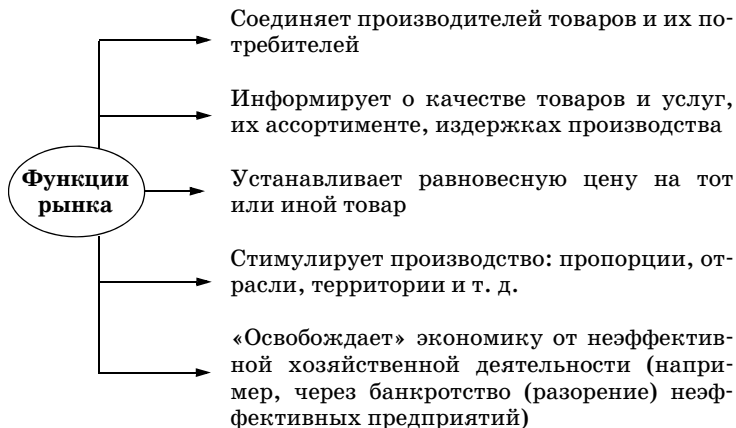 Соединяет производителей товаров и их по-
требителей
Информирует о качестве товаров и услуг,
их ассортименте, издержках производства
Функции
рынка
Устанавливает равновесную цену на тот
или иной товар
Стимулирует производство: пропорции, от-
расли, территории и т. д.
«Освобождает» экономику от неэффектив-
ной хозяйственной деятельности (напри-
мер, через банкротство (разорение) неэф-
фективных предприятий)